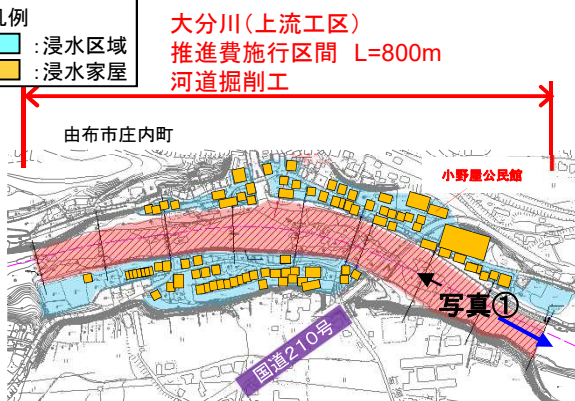 凡例
:浸水区域
:浸水家屋
大分川(上流工区)
推進費施行区間 L=800m
河道掘削工
由布市庄内町
小野屋公民館
写真①
国道210号